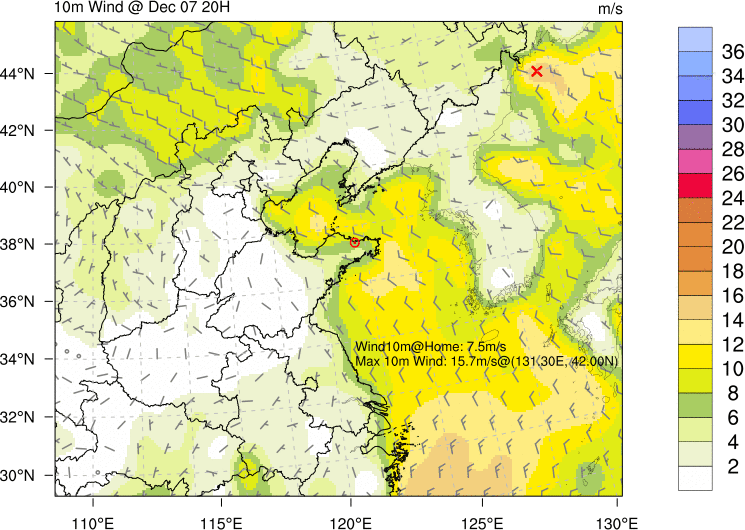 10m Wind @ Dec 07 20H
m/s
44°N
42°N
40°N
38°N
36°N
34°N
32°N
30°N
Wind10m@Home: 7.5m/s
Max 10m Wind: 15.7m/s@(131.30E, 42.00N)
110°E
115°E
120°E
125°E
130°E
36
34
32
30
28
26
24
22
20
18
16
14
12
10
8
6
4
2